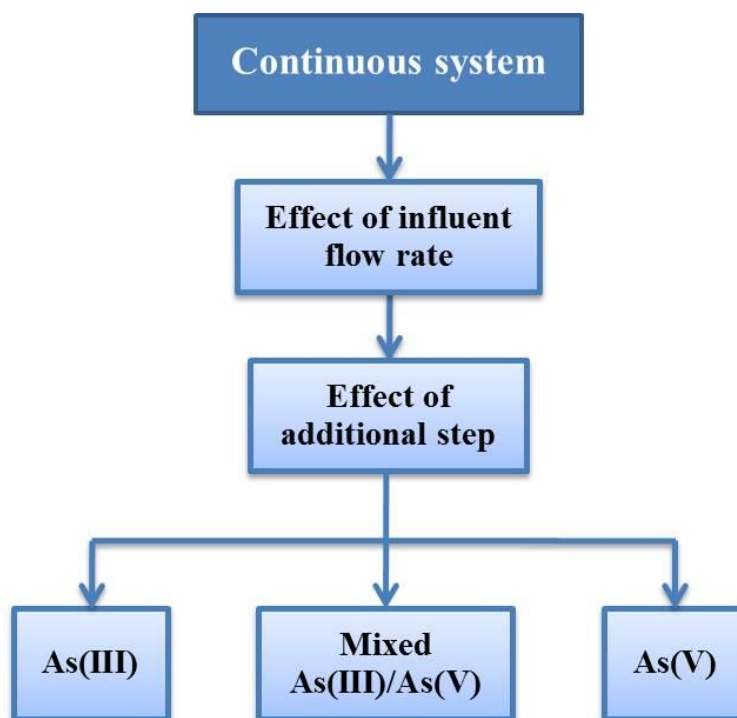 Continuous system
Effect of influent
flow rate
Effect of
additional step
As(III)
Mixed
As(III)/As(V)
As(V)